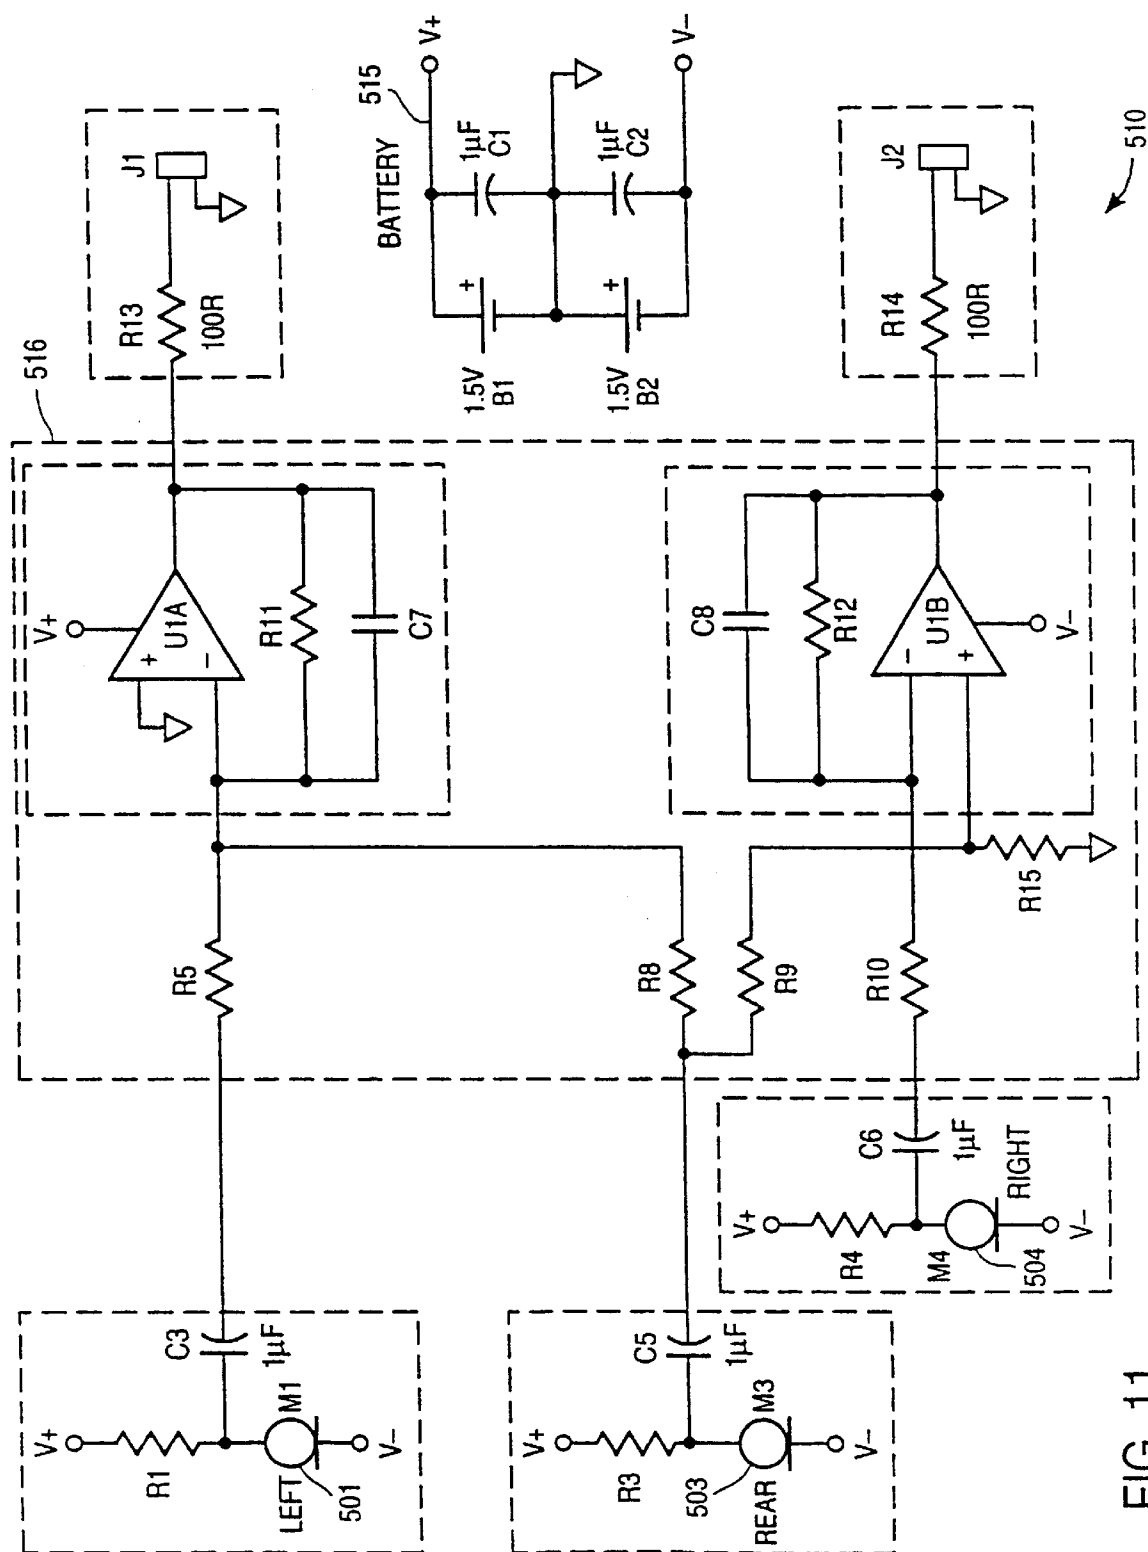 V+
R1
C3
1µF
M1
LEFT
501
V–
R5
V+
U1A
+
–
R11
C7
516
R13
100R
J1
BATTERY
515
V+
1µF
C1
+
1.5V
B1
1µF
C2
+
1.5V
B2
V–
V+
R3
C5
1µF
M3
503
REAR
V–
R8
R9
V+
R4
C6
1µF
M4
RIGHT
504
V–
R10
R15
C8
R12
U1B
–
+
V–
R14
100R
J2
510
FIG. 11